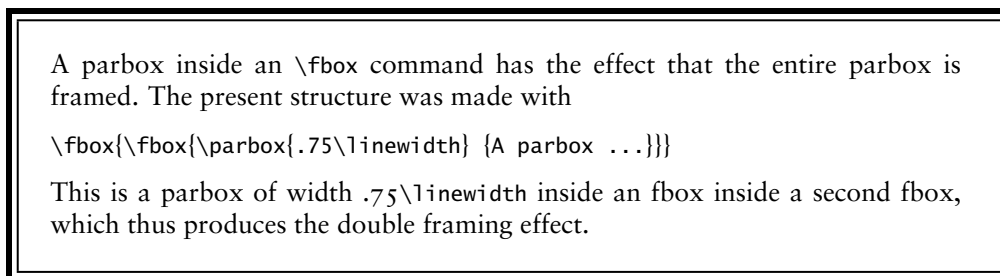 A parbox inside an \fbox command has the effect that the entire parbox is
framed. The present structure was made with
\fbox{\fbox{\parbox{.75\linewidth} {A parbox ...}}}
This is a parbox of width .75\linewidth inside an fbox inside a second fbox,
which thus produces the double framing effect.